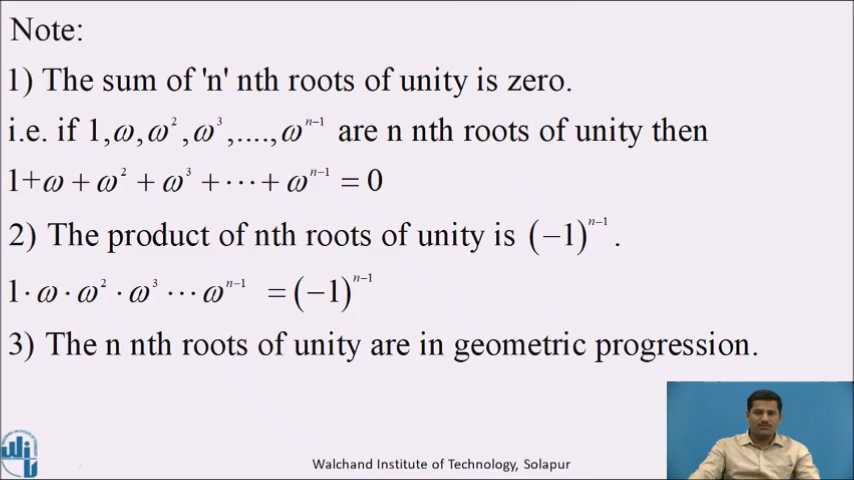 Note:
1) The sum of 'n' nth roots of unity is zero.
i.e. if 1, ω, ω², ω³, ...., ωⁿ⁻¹ are n nth roots of unity then
1+ω + ω² + ω³ + ⋯ + ωⁿ⁻¹ = 0
2) The product of nth roots of unity is (−1)ⁿ⁻¹.
1 · ω · ω² · ω³ ⋯ ωⁿ⁻¹ = (−1)ⁿ⁻¹
3) The n nth roots of unity are in geometric progression.
Walchand Institute of Technology, Solapur